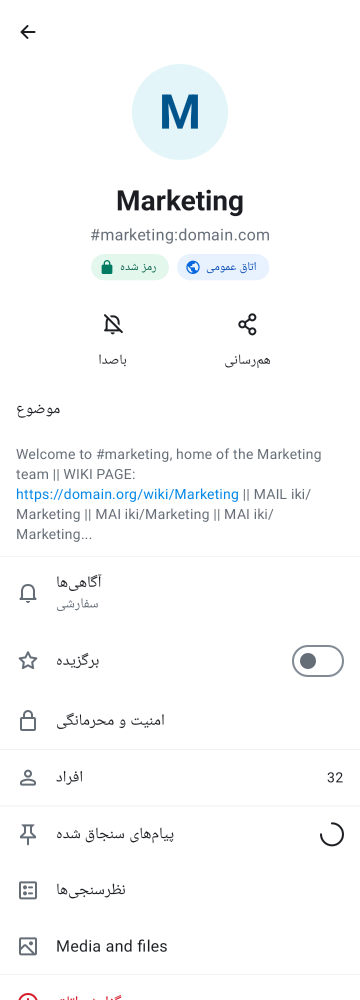 M
Marketing
#marketing:domain.com
رمز شده
اتاق عمومی
باصدا
هم‌رسانی
موضوع
Welcome to #marketing, home of the Marketing
team || WIKI PAGE:
https://domain.org/wiki/Marketing || MAIL iki/
Marketing || MAI iki/Marketing || MAI iki/
Marketing...
آگاهی‌ها
سفارشی
برگزیده
امنیت و محرمانگی
افراد
32
پیام‌های سنجاق شده
نظرسنجی‌ها
Media and files